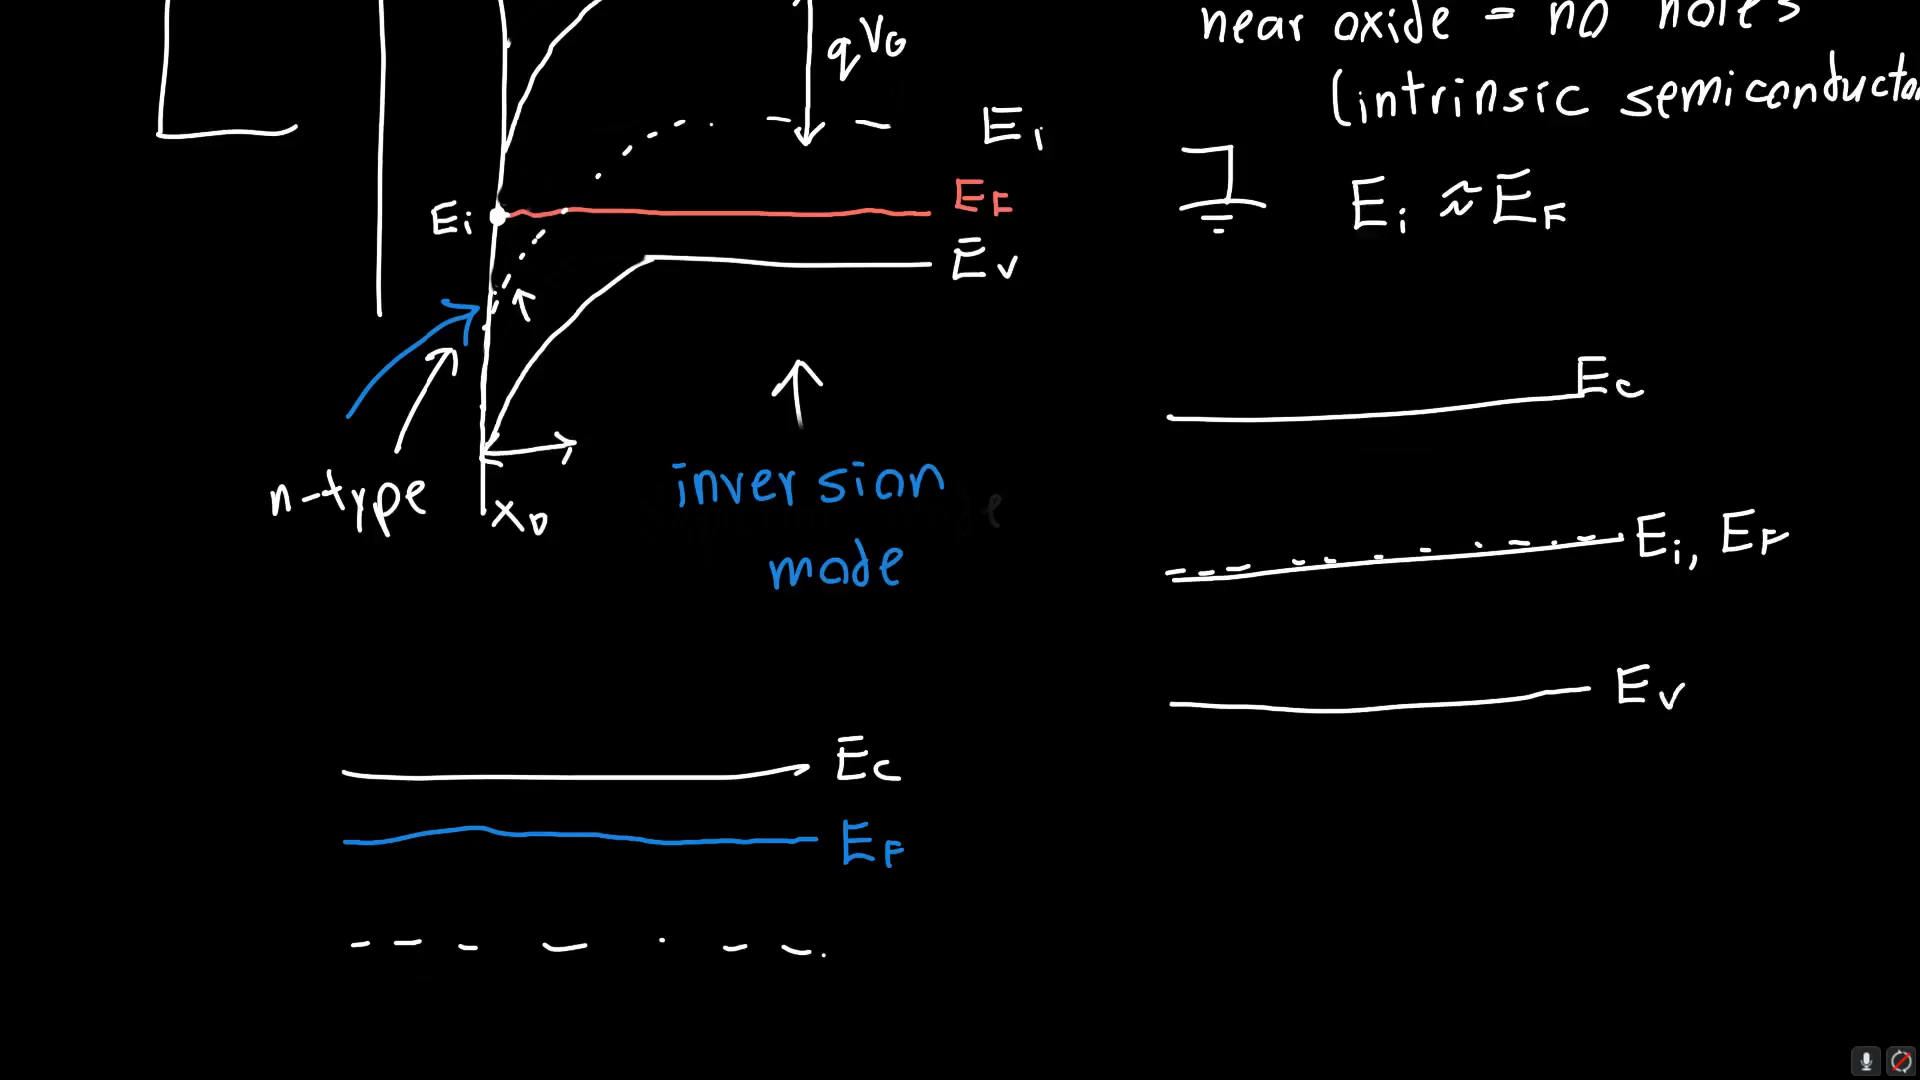 near oxide = no holes
qVG
(intrinsic semiconductor
Ei
Ei ≈ EF
EF
Ei
Ev
Ec
n-type
xD
inversion
mode
Ei, EF
Ev
Ec
EF